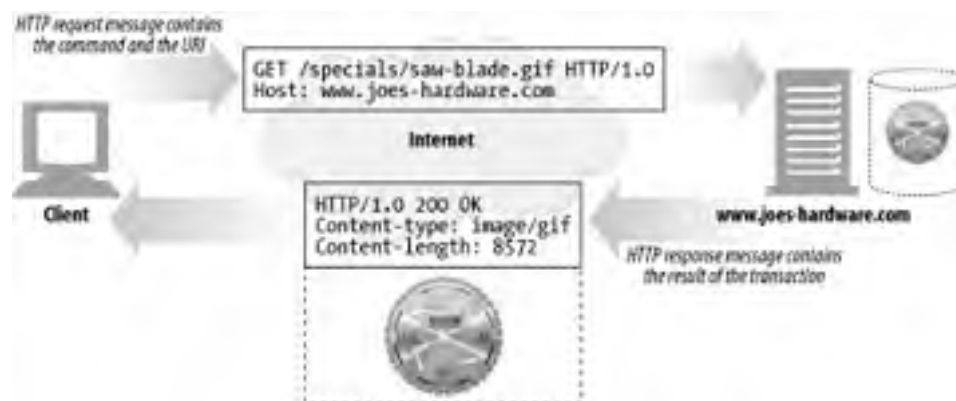 HTTP request message contains
the command and the URI
GET /specials/saw-blade.gif HTTP/1.0
Host: www.joes-hardware.com
Internet
Client
HTTP/1.0 200 OK
Content-type: image/gif
Content-length: 8572
www.joes-hardware.com
HTTP response message contains
the result of the transaction